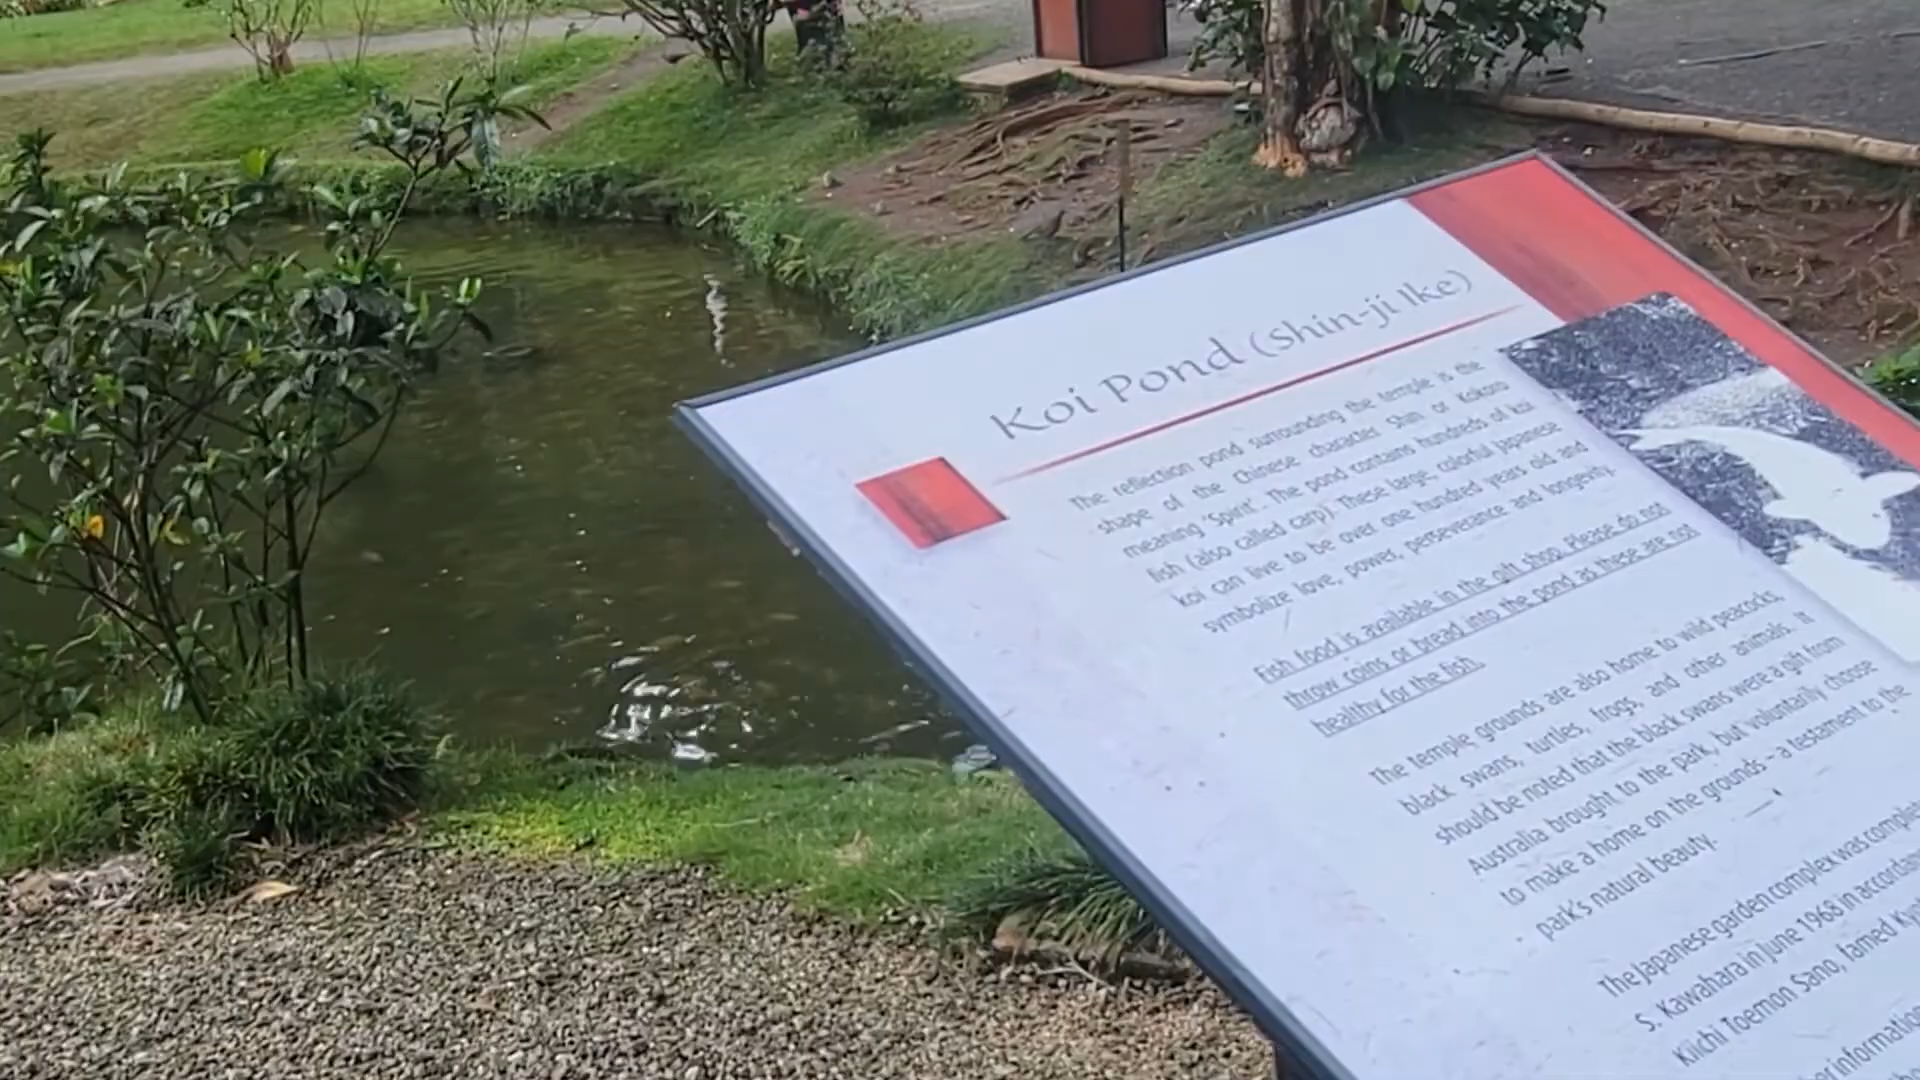 Koi Pond (Shin-ji Ike)
The reflection pond surrounding the temple is the
shape of the Chinese character Shin or Kokoro
meaning 'Spirit'. The pond contains hundreds of koi
fish (also called carp). These large, colorful Japanese
koi can live to be over one hundred years old and
symbolize love, power, perseverance and longevity.
Fish food is available in the gift shop. Please do not
throw coins or bread into the pond as these are not
healthy for the fish.
The temple grounds are also home to wild peacocks,
black swans, turtles, frogs, and other animals. It
should be noted that the black swans were a gift from
Australia brought to the park, but voluntarily choose
to make a home on the grounds – a testament to the
park's natural beauty.
The Japanese garden complex was
S. Kawahara in June 1968 in
Kiichi Toemon Sano, famed
information